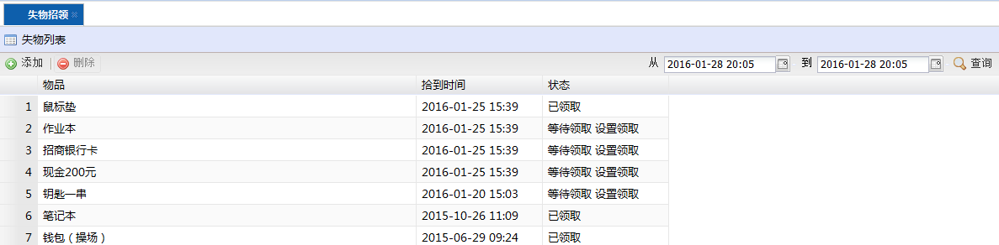 失物招领
失物列表
添加 删除 从 2016-01-28 20:05 到 2016-01-28 20:05 查询
物品 拾到时间 状态
1 鼠标垫 2016-01-25 15:39 已领取
2 作业本 2016-01-25 15:39 等待领取 设置领取
3 招商银行卡 2016-01-25 15:39 等待领取 设置领取
4 现金200元 2016-01-25 15:39 等待领取 设置领取
5 钥匙一串 2016-01-20 15:03 等待领取 设置领取
6 笔记本 2015-10-26 11:09 已领取
7 钱包（操场） 2015-06-29 09:24 已领取